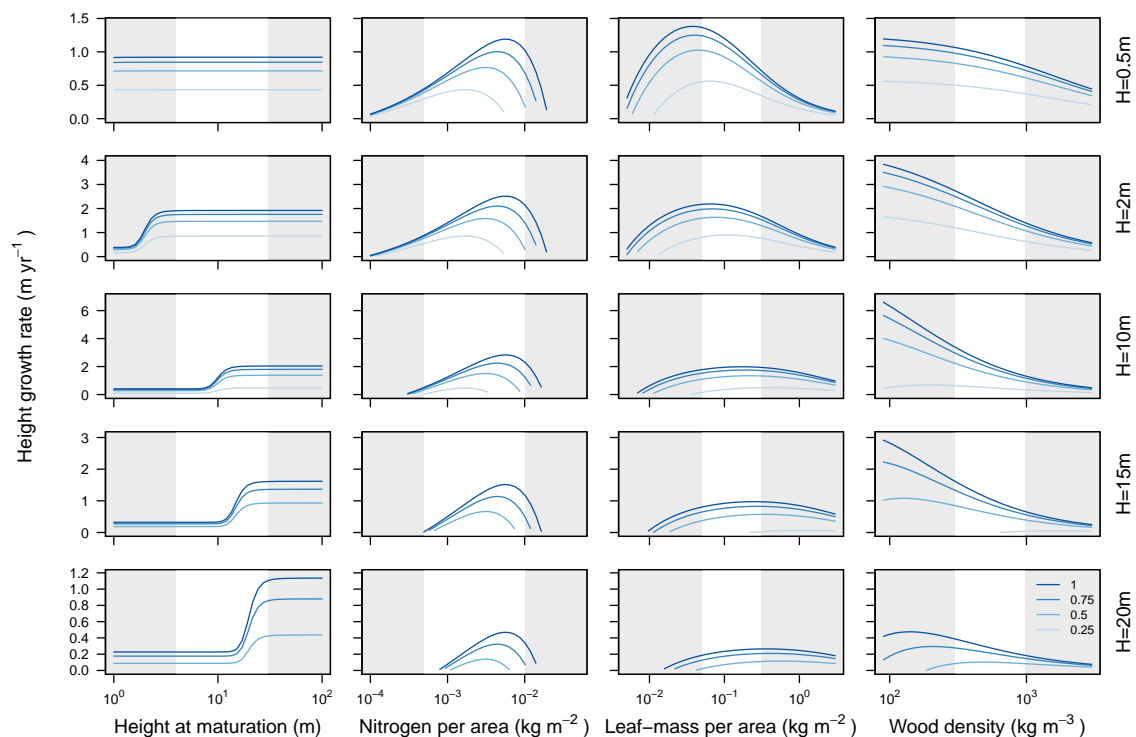 Height growth rate (m yr⁻¹)
1.5
1.0
0.5
0.0
H=0.5m
4
3
2
1
0
H=2m
6
4
2
0
H=10m
3
2
1
0
H=15m
1.2
1.0
0.8
0.6
0.4
0.2
0.0
1
0.75
0.5
0.25
H=20m
10⁰ 10¹ 10²
10⁻⁴ 10⁻³ 10⁻²
10⁻² 10⁻¹ 10⁰
10² 10³
Height at maturation (m)
Nitrogen per area (kg m⁻²)
Leaf−mass per area (kg m⁻²)
Wood density (kg m⁻³)